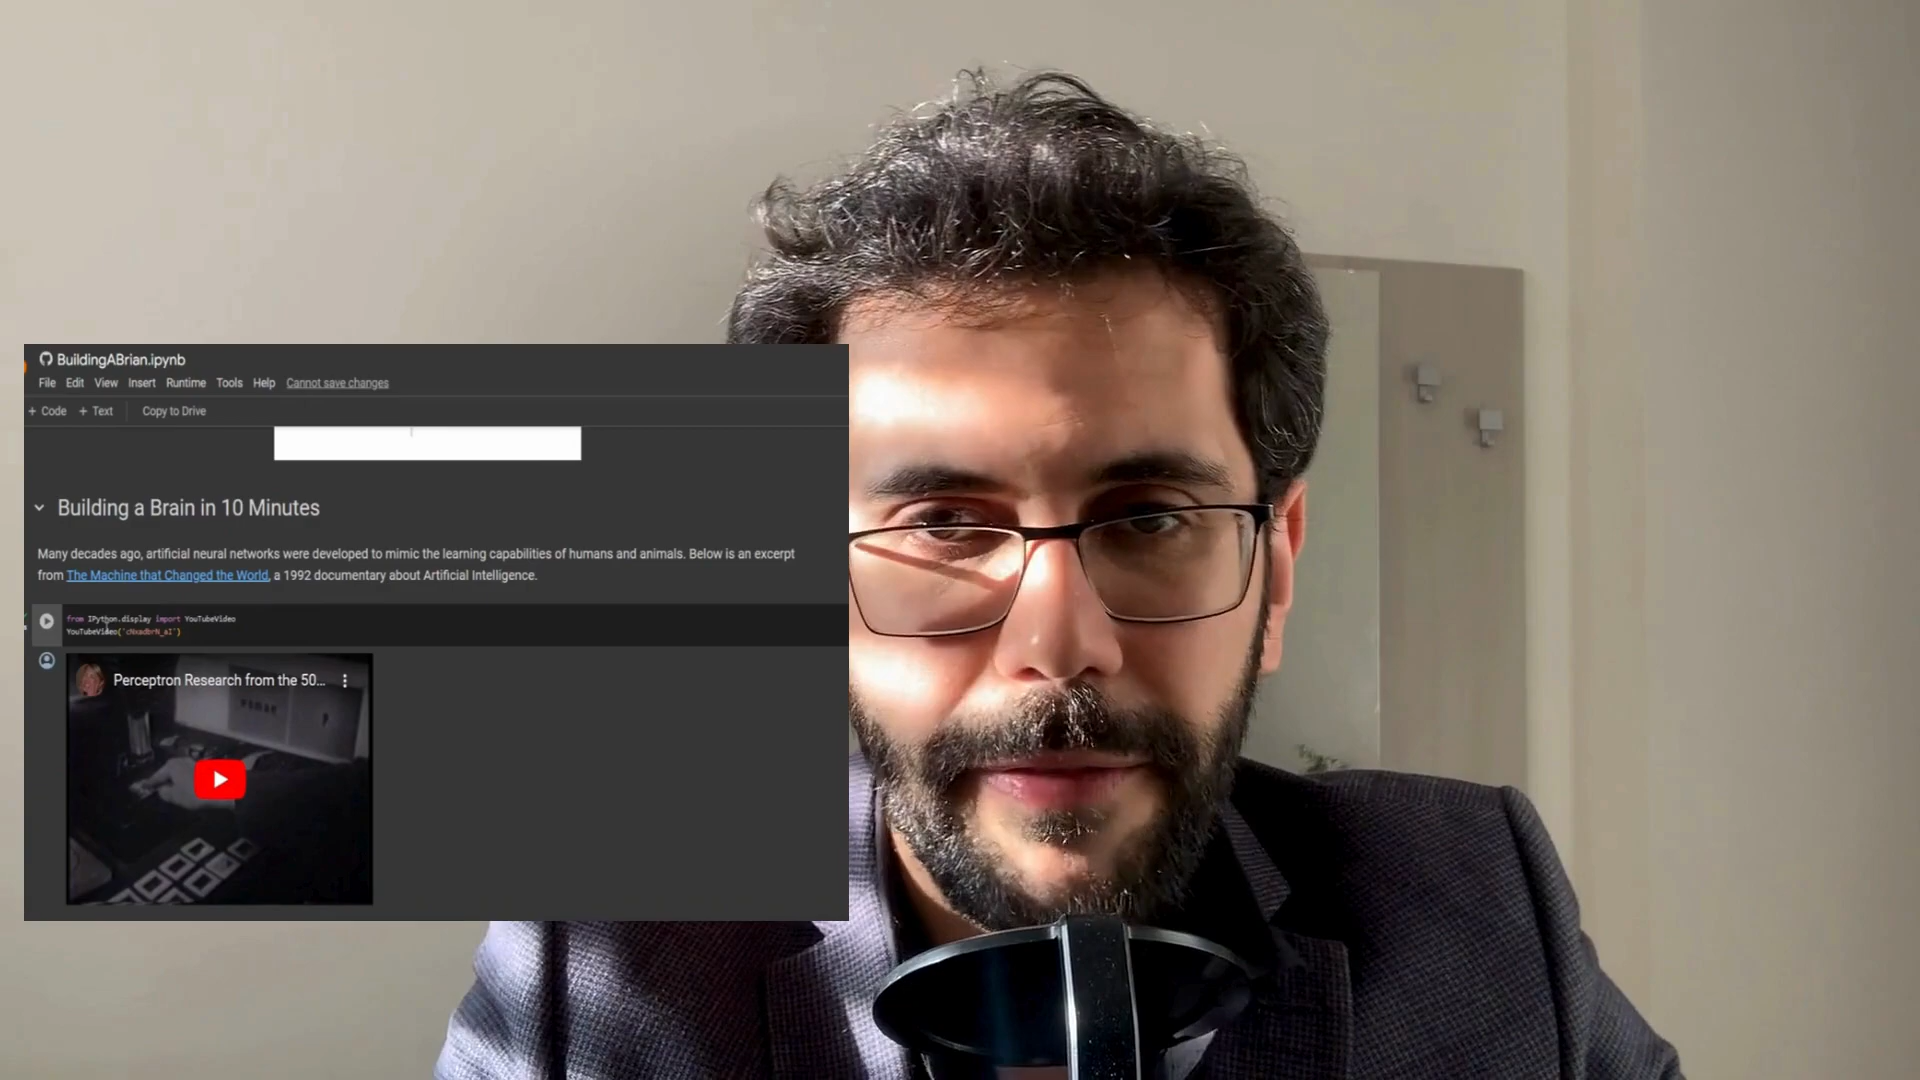 BuildingABrian.ipynb
File Edit View Insert Runtime Tools Help Cannot save changes
+ Code + Text Copy to Drive
Building a Brain in 10 Minutes
Many decades ago, artificial neural networks were developed to mimic the learning capabilities of humans and animals. Below is an excerpt
from The Machine that Changed the World, a 1992 documentary about Artificial Intelligence.
from IPython.display import YouTubeVideo
YouTubeVideo('cNxadbrN_aI')
Perceptron Research from the 50...